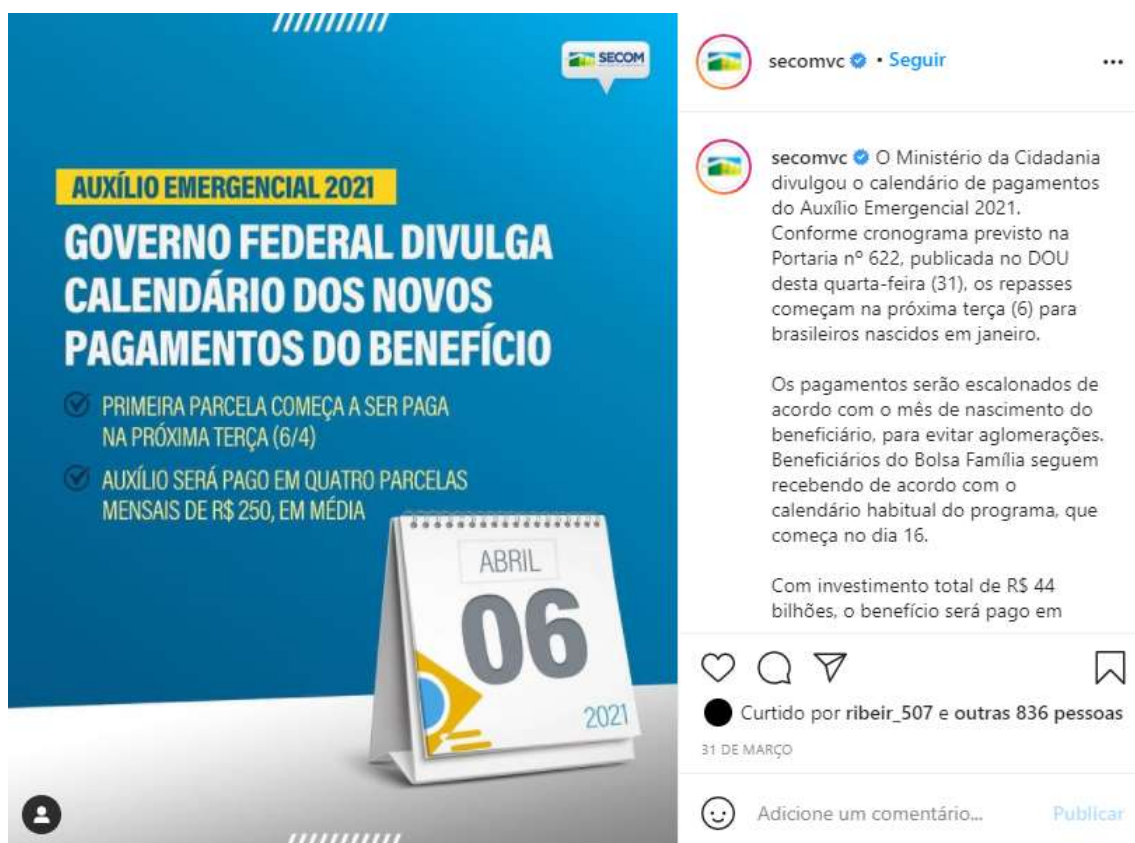 SECOM
AUXÍLIO EMERGENCIAL 2021
GOVERNO FEDERAL DIVULGA
CALENDÁRIO DOS NOVOS
PAGAMENTOS DO BENEFÍCIO
PRIMEIRA PARCELA COMEÇA A SER PAGA
NA PRÓXIMA TERÇA (6/4)
AUXÍLIO SERÁ PAGO EM QUATRO PARCELAS
MENSAIS DE R$ 250, EM MÉDIA
ABRIL
06
2021
secomvc • Seguir
secomvc O Ministério da Cidadania
divulgou o calendário de pagamentos
do Auxílio Emergencial 2021.
Conforme cronograma previsto na
Portaria nº 622, publicada no DOU
desta quarta-feira (31), os repasses
começam na próxima terça (6) para
brasileiros nascidos em janeiro.
Os pagamentos serão escalonados de
acordo com o mês de nascimento do
beneficiário, para evitar aglomerações.
Beneficiários do Bolsa Família seguem
recebendo de acordo com o
calendário habitual do programa, que
começa no dia 16.
Com investimento total de R$ 44
bilhões, o benefício será pago em
Curtido por ribeir_507 e outras 836 pessoas
31 DE MARÇO
Adicione um comentário... Publicar